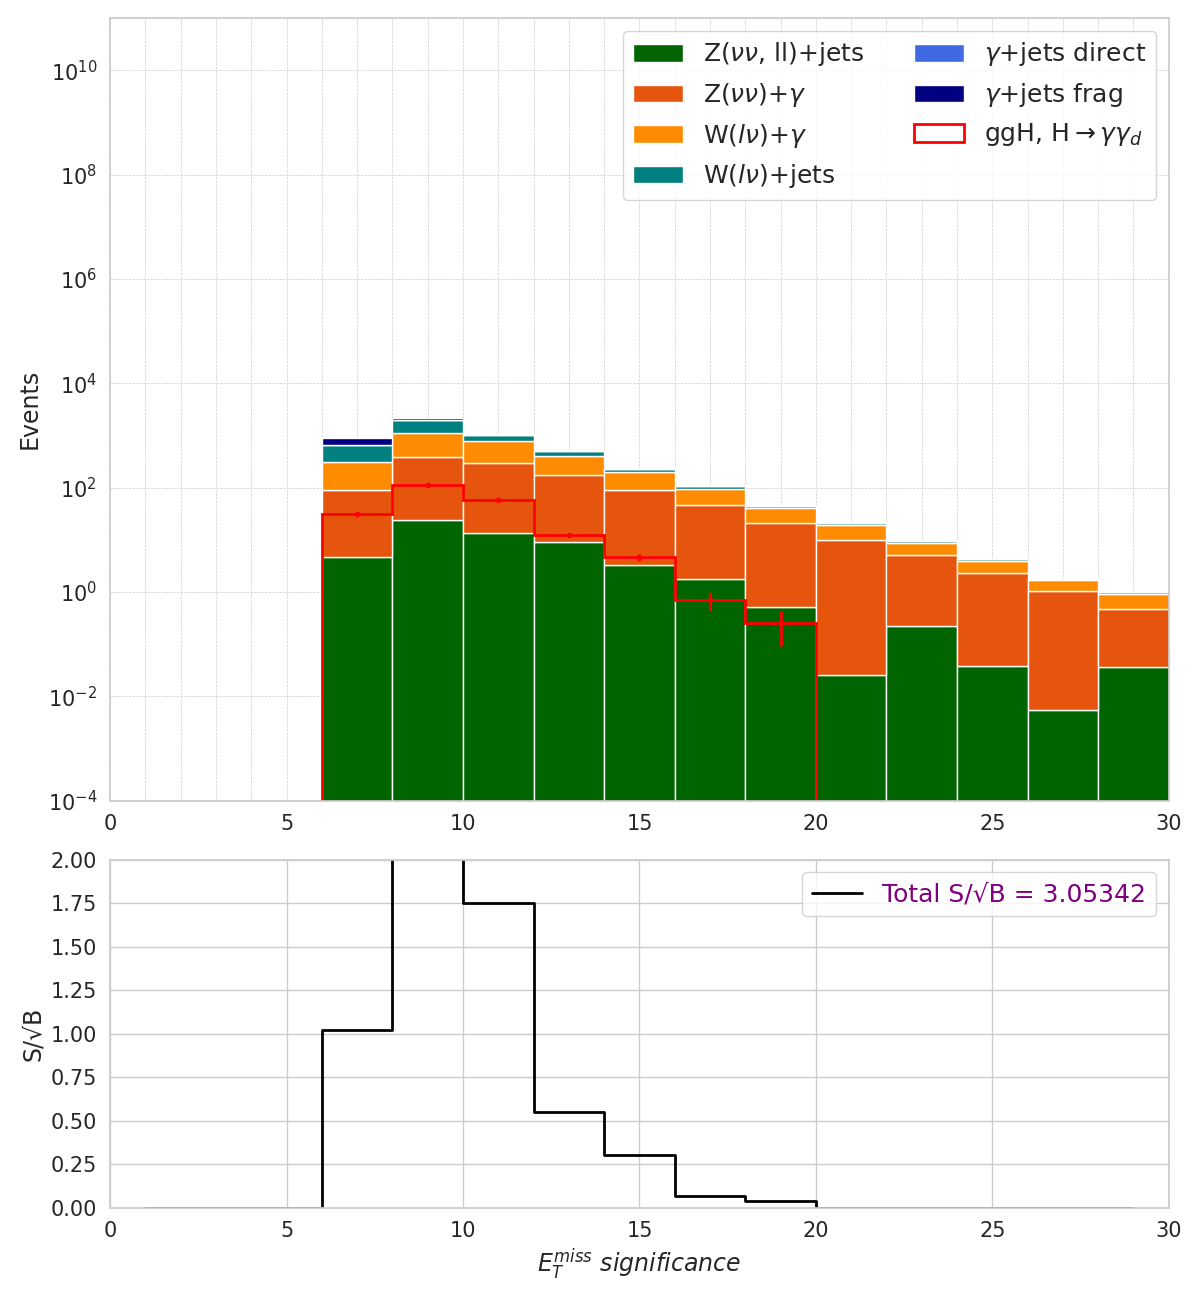 Z(νν, ll)+jets
Z(νν)+γ
W(lν)+γ
W(lν)+jets
γ+jets direct
γ+jets frag
ggH, H→γγ_d
Events
10^10
10^8
10^6
10^4
10^2
10^0
10^−2
10^−4
0 5 10 15 20 25 30
Total S/√B = 3.05342
S/√B
2.00
1.75
1.50
1.25
1.00
0.75
0.50
0.25
0.00
0 5 10 15 20 25 30
E_T^miss significance